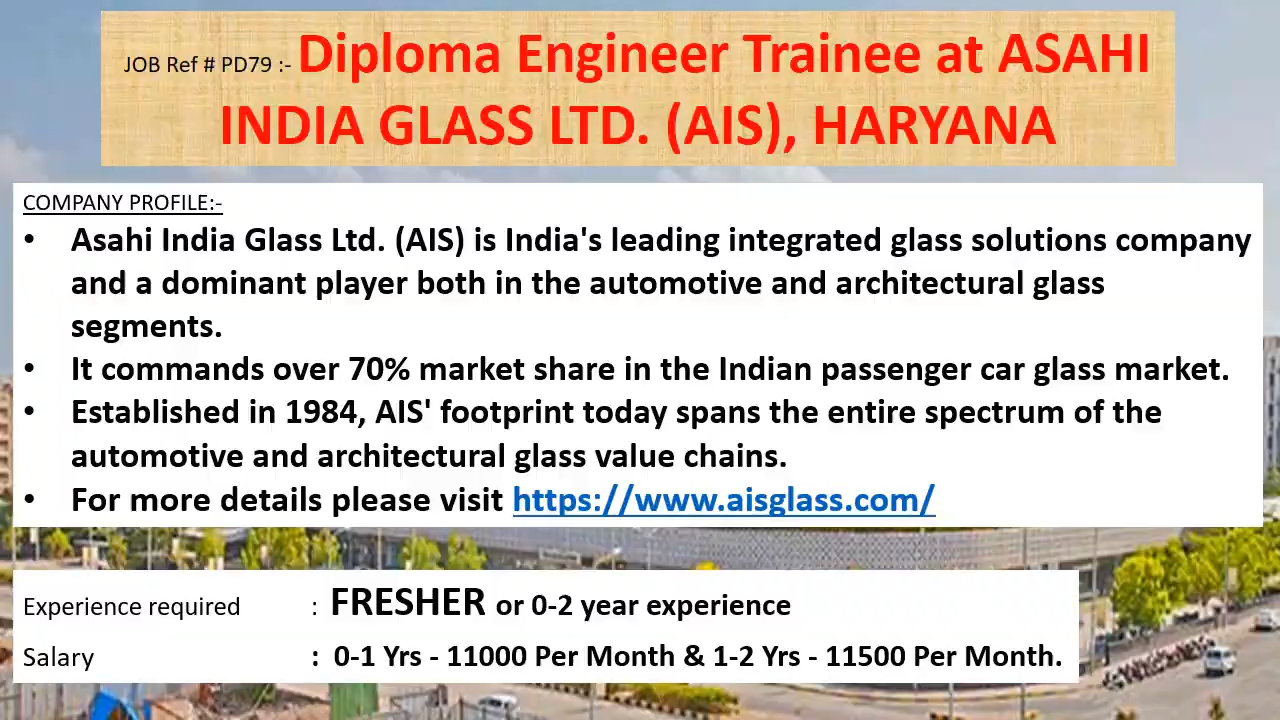 JOB Ref # PD79 :- Diploma Engineer Trainee at ASAHI
INDIA GLASS LTD. (AIS), HARYANA
COMPANY PROFILE:-
• Asahi India Glass Ltd. (AIS) is India's leading integrated glass solutions company
and a dominant player both in the automotive and architectural glass
segments.
• It commands over 70% market share in the Indian passenger car glass market.
• Established in 1984, AIS' footprint today spans the entire spectrum of the
automotive and architectural glass value chains.
• For more details please visit https://www.aisglass.com/
Experience required : FRESHER or 0-2 year experience
Salary : 0-1 Yrs - 11000 Per Month & 1-2 Yrs - 11500 Per Month.